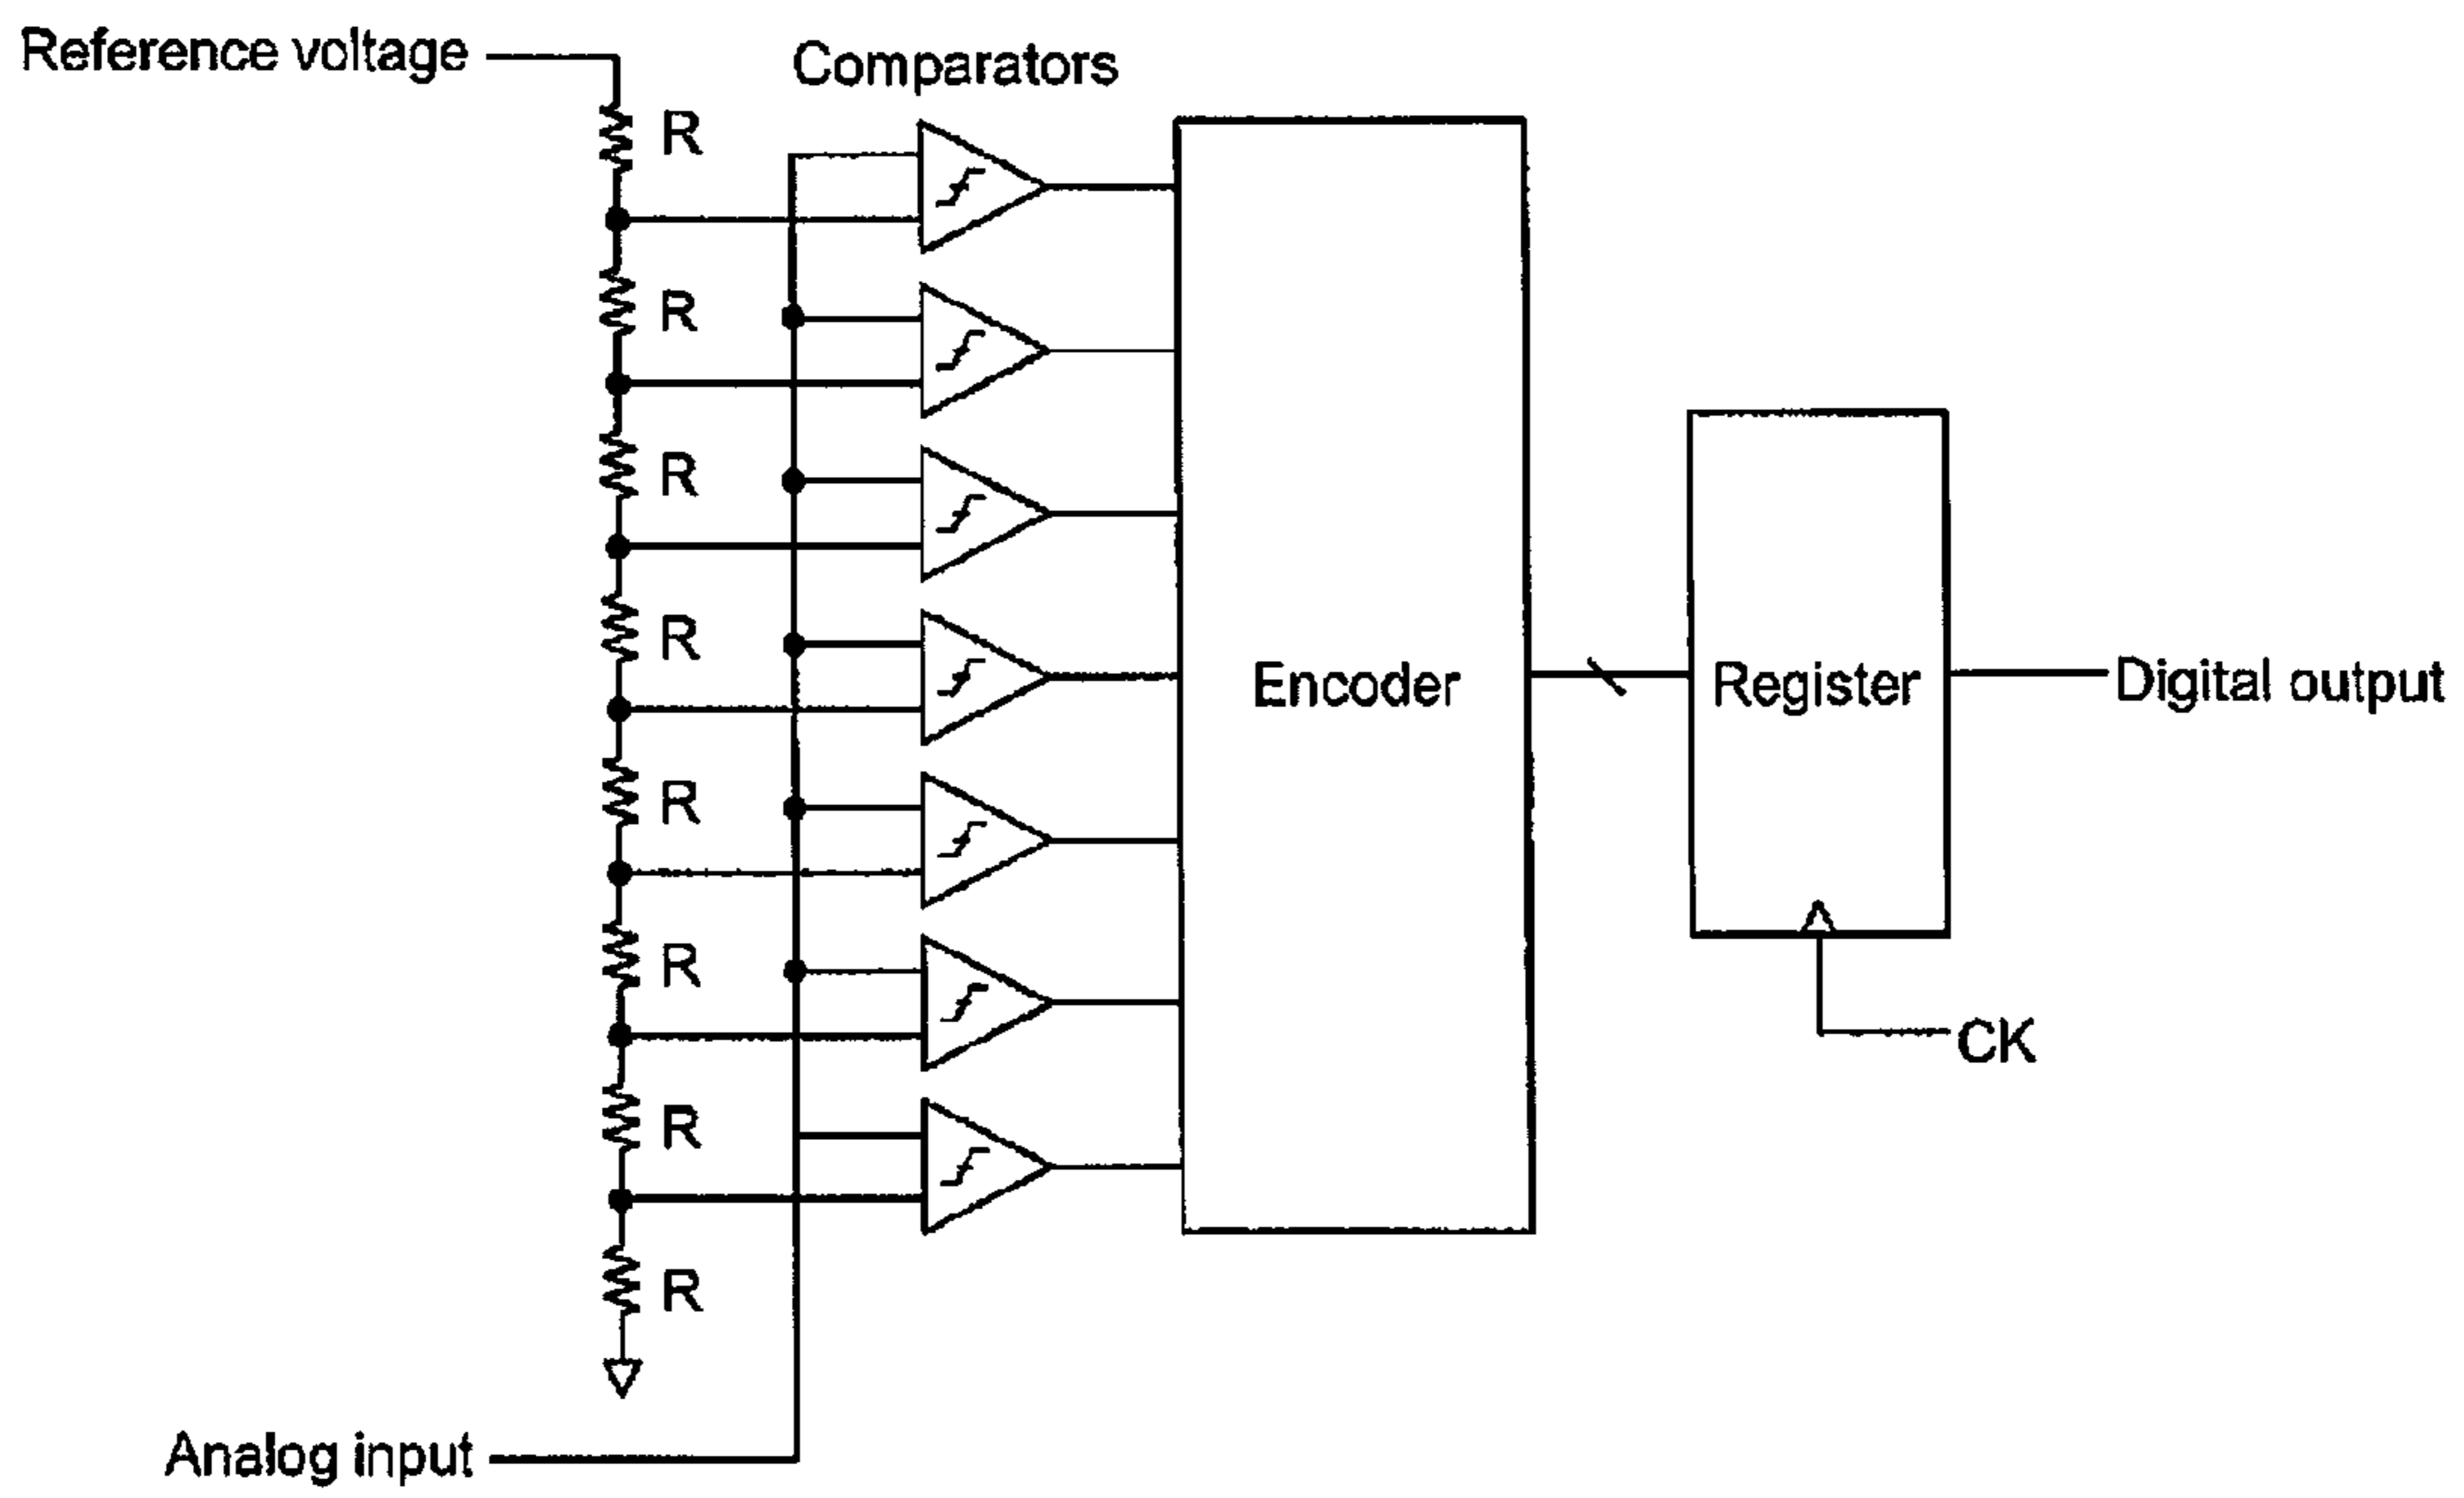 Reference voltage
Comparators
R
R
R
R
R
R
R
R
Encoder
Register
Digital output
CK
Analog input